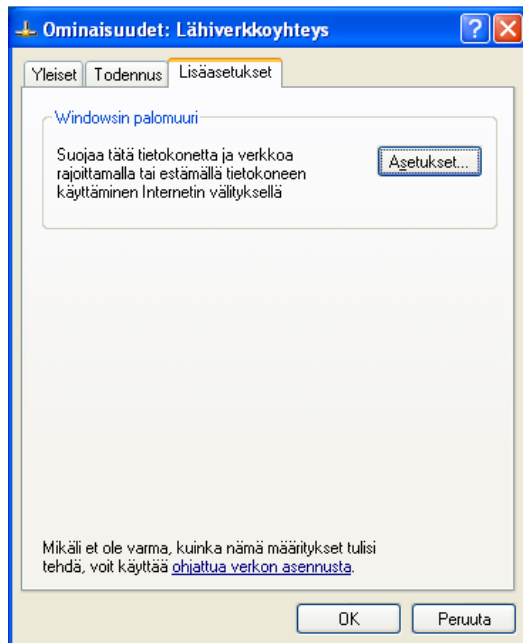 Ominaisuudet: Lähiverkkoyhteys
Yleiset Todennus Lisäasetukset
Windowsin palomuuri
Suojaa tätä tietokonetta ja verkkoa
rajoittamalla tai estämällä tietokoneen
käyttäminen Internetin välityksellä
Asetukset...
Mikäli et ole varma, kuinka nämä määritykset tulisi
tehdä, voit käyttää ohjattua verkon asennusta.
OK Peruuta